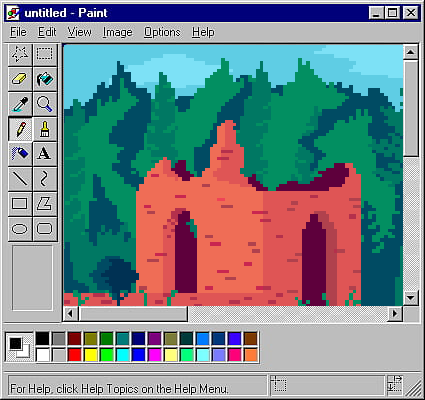 untitled - Paint
File Edit View Image Options Help
A
For Help, click Help Topics on the Help Menu.